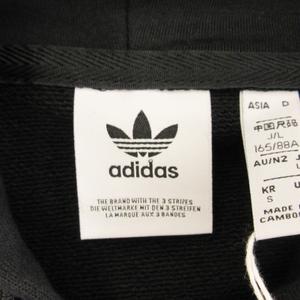 adidas
THE BRAND WITH THE 3 STRIPES
DIE WELTMARKE MIT DEN 3 STREIFEN
LA MARQUE AUX 3 BANDES
ASIA D
J/L
165/88A
AU/NZ J
KR
S
MADE
CAMBO